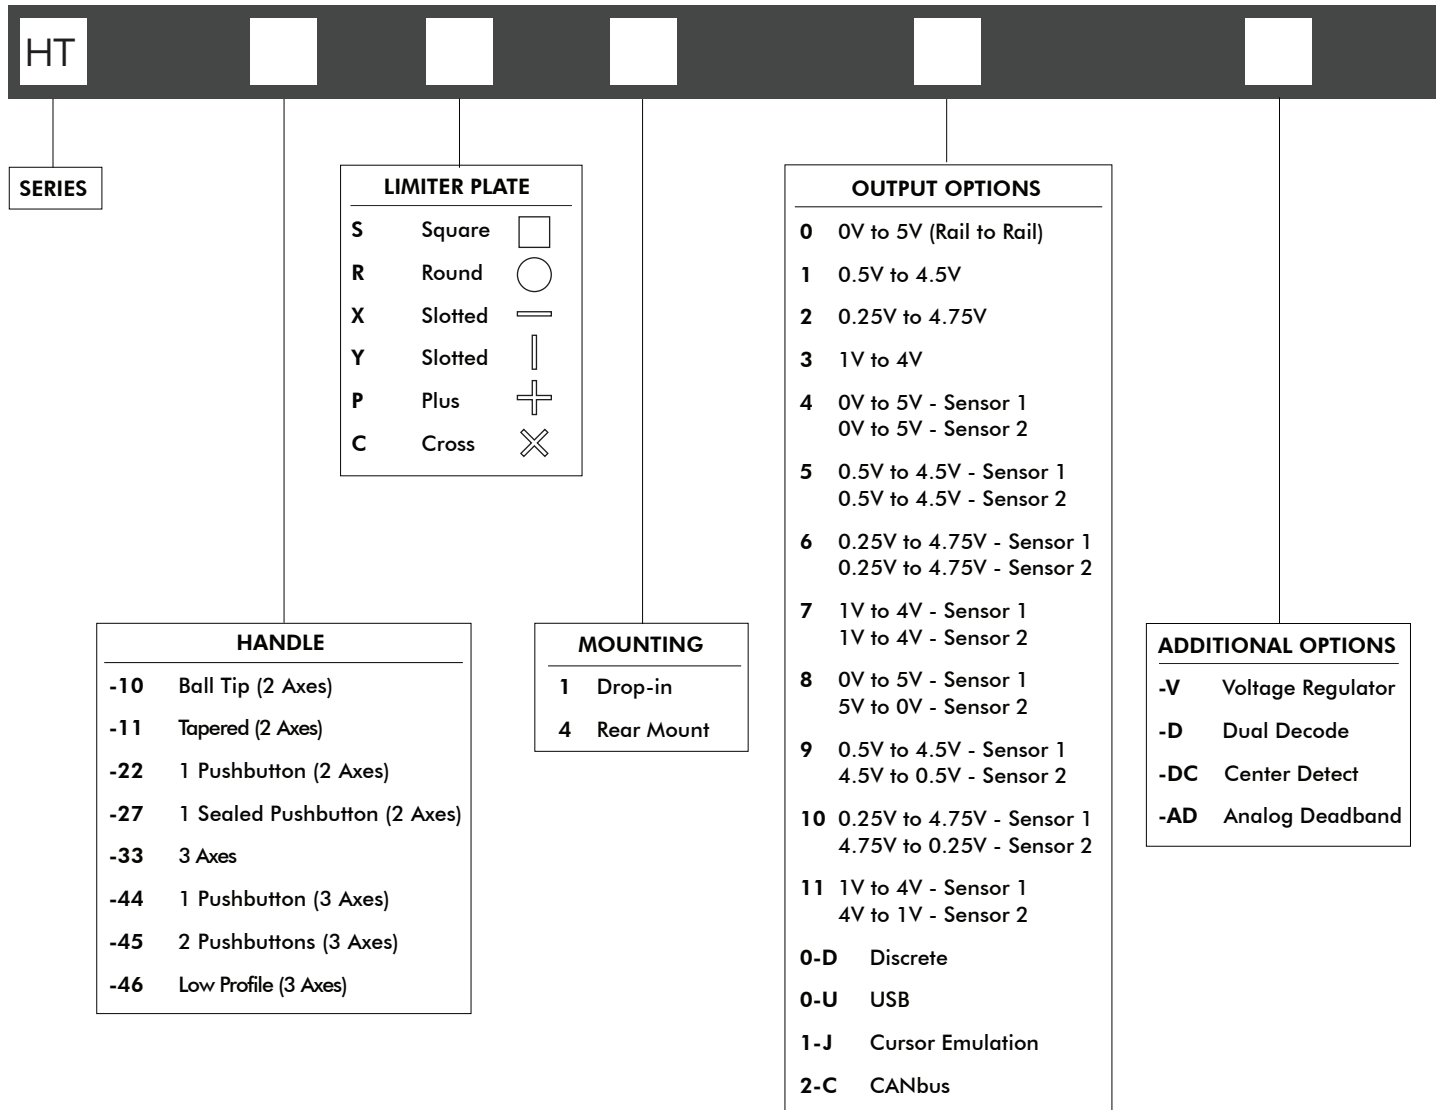 HT
SERIES
LIMITER PLATE
S Square
R Round
X Slotted
Y Slotted
P Plus
C Cross
HANDLE
-10 Ball Tip (2 Axes)
-11 Tapered (2 Axes)
-22 1 Pushbutton (2 Axes)
-27 1 Sealed Pushbutton (2 Axes)
-33 3 Axes
-44 1 Pushbutton (3 Axes)
-45 2 Pushbuttons (3 Axes)
-46 Low Profile (3 Axes)
MOUNTING
1 Drop-in
4 Rear Mount
OUTPUT OPTIONS
0 0V to 5V (Rail to Rail)
1 0.5V to 4.5V
2 0.25V to 4.75V
3 1V to 4V
4 0V to 5V - Sensor 1
0V to 5V - Sensor 2
5 0.5V to 4.5V - Sensor 1
0.5V to 4.5V - Sensor 2
6 0.25V to 4.75V - Sensor 1
0.25V to 4.75V - Sensor 2
7 1V to 4V - Sensor 1
1V to 4V - Sensor 2
8 0V to 5V - Sensor 1
5V to 0V - Sensor 2
9 0.5V to 4.5V - Sensor 1
4.5V to 0.5V - Sensor 2
10 0.25V to 4.75V - Sensor 1
4.75V to 0.25V - Sensor 2
11 1V to 4V - Sensor 1
4V to 1V - Sensor 2
0-D Discrete
0-U USB
1-J Cursor Emulation
2-C CANbus
ADDITIONAL OPTIONS
-V Voltage Regulator
-D Dual Decode
-DC Center Detect
-AD Analog Deadband